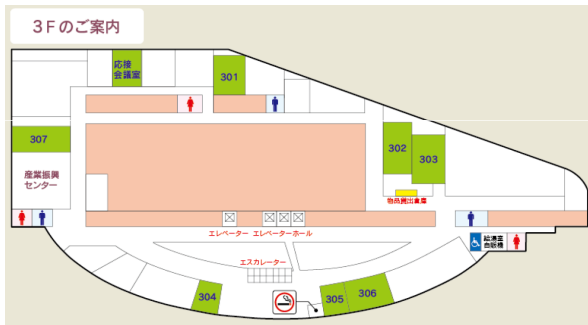 3Fのご案内
応接
会議室
301
307
302
303
産業振興
センター
物品貸出倉庫
エレベーター エレベーターホール
給湯室
自販機
エスカレーター
304
305
306